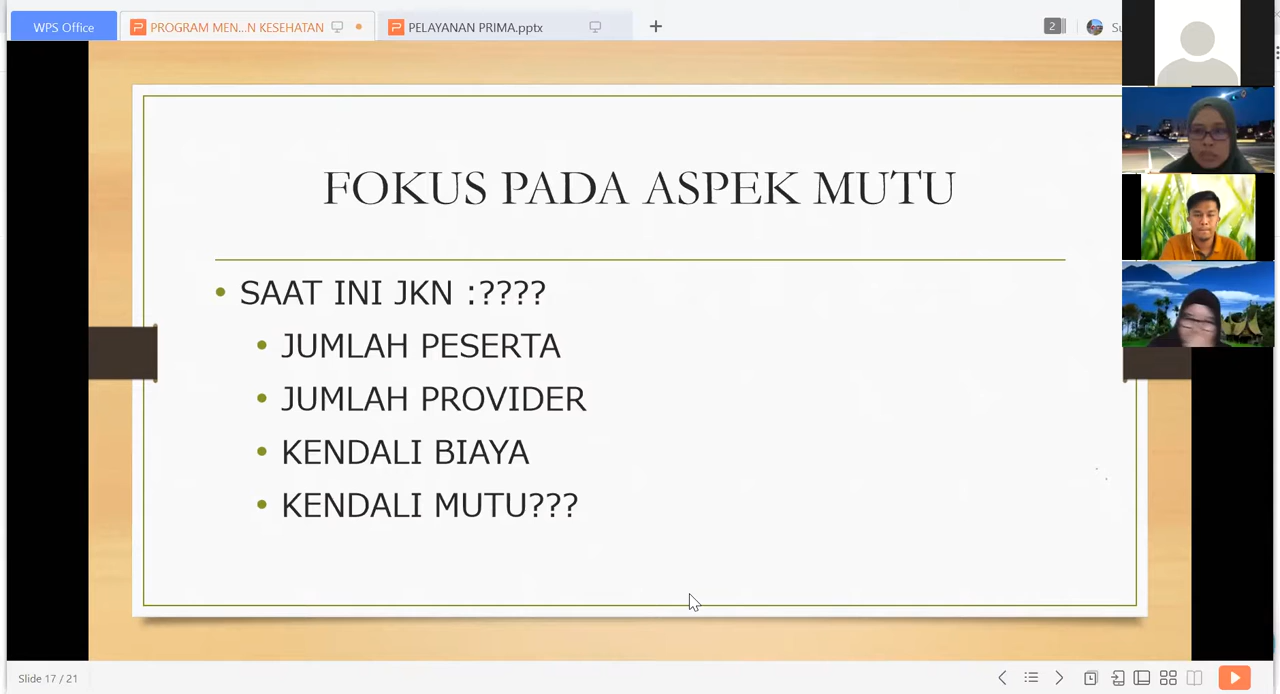 WPS Office
PROGRAM MEN...N KESEHATAN
PELAYANAN PRIMA.pptx
2
FOKUS PADA ASPEK MUTU
SAAT INI JKN :????
JUMLAH PESERTA
JUMLAH PROVIDER
KENDALI BIAYA
KENDALI MUTU???
Slide 17 / 21